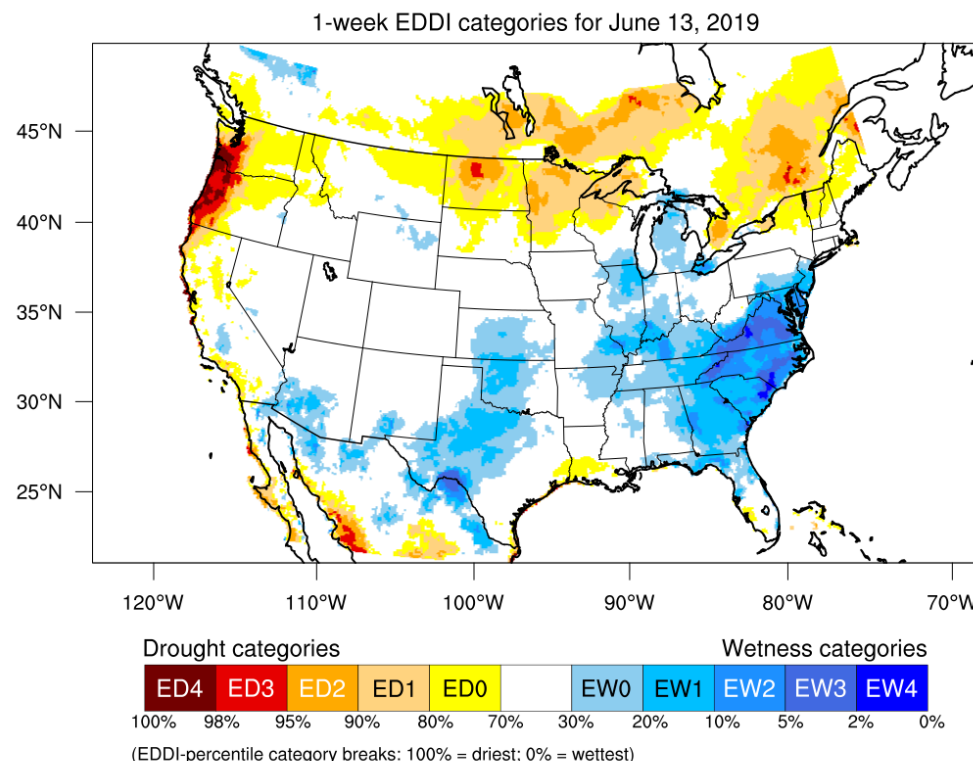 1-week EDDI categories for June 13, 2019
45°N
40°N
35°N
30°N
25°N
120°W 110°W 100°W 90°W 80°W 70°W
Drought categories Wetness categories
ED4 ED3 ED2 ED1 ED0 EW0 EW1 EW2 EW3 EW4
100% 98% 95% 90% 80% 70% 30% 20% 10% 5% 2% 0%
(EDDI-percentile category breaks: 100% = driest; 0% = wettest)